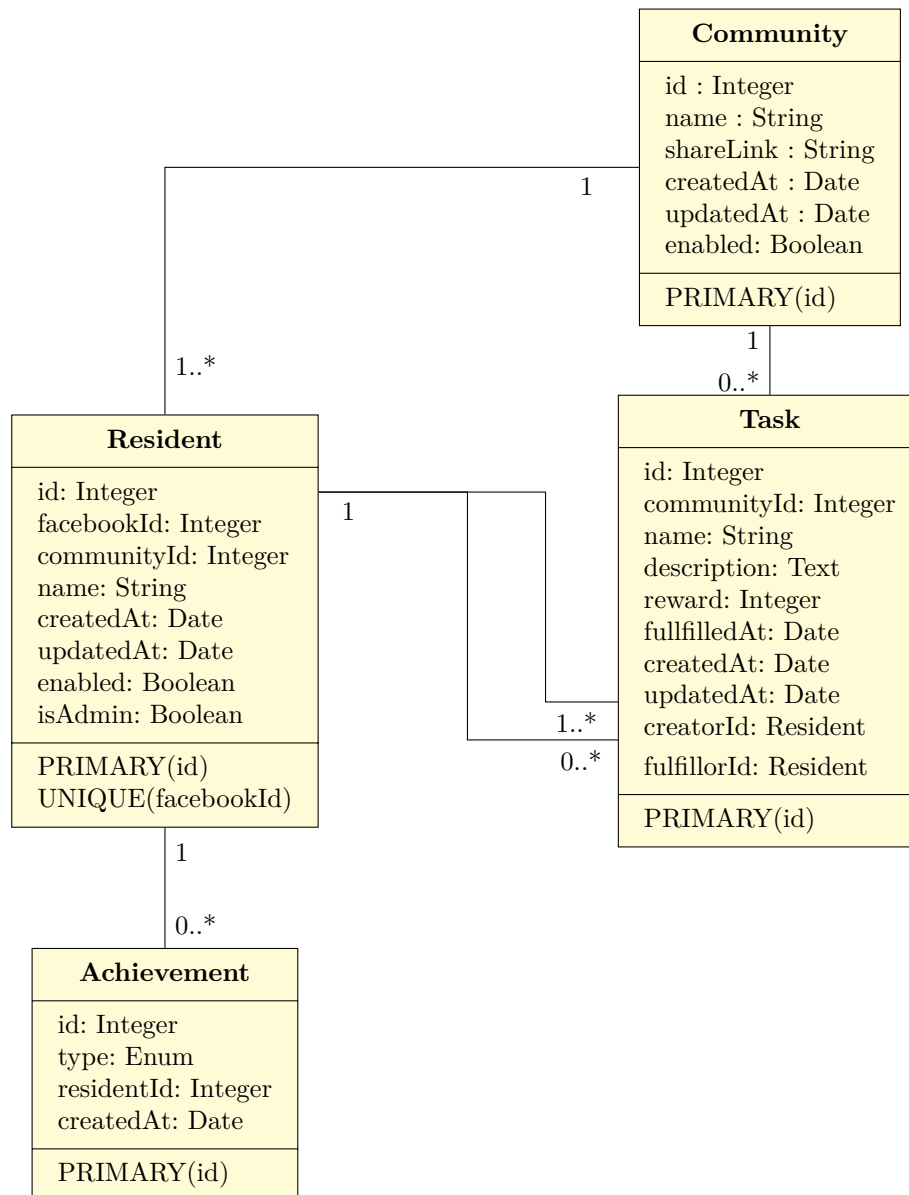 Community
id : Integer
name : String
shareLink : String
createdAt : Date
updatedAt : Date
enabled: Boolean
PRIMARY(id)
1
1..*
1
0..*
Resident
id: Integer
facebookId: Integer
communityId: Integer
name: String
createdAt: Date
updatedAt: Date
enabled: Boolean
isAdmin: Boolean
PRIMARY(id)
UNIQUE(facebookId)
1
1..*
0..*
Task
id: Integer
communityId: Integer
name: String
description: Text
reward: Integer
fullfilledAt: Date
createdAt: Date
updatedAt: Date
creatorId: Resident
fulfillorId: Resident
PRIMARY(id)
1
0..*
Achievement
id: Integer
type: Enum
residentId: Integer
createdAt: Date
PRIMARY(id)